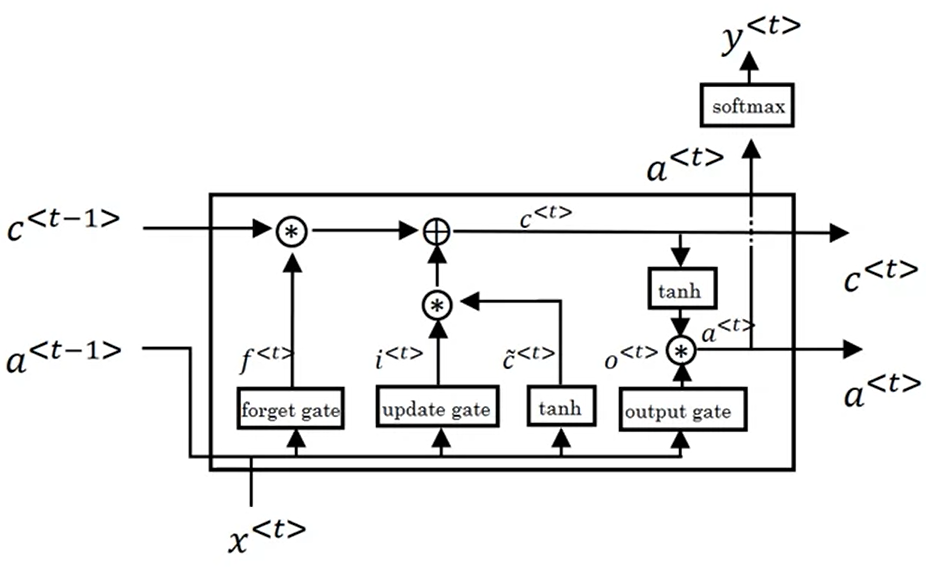 y<t>
softmax
a<t>
c<t-1>
* ⊕ c<t>
c<t>
tanh
*
a<t-1>
f<t> i<t> c̃<t> o<t> * a<t>
a<t>
forget gate update gate tanh output gate
x<t>